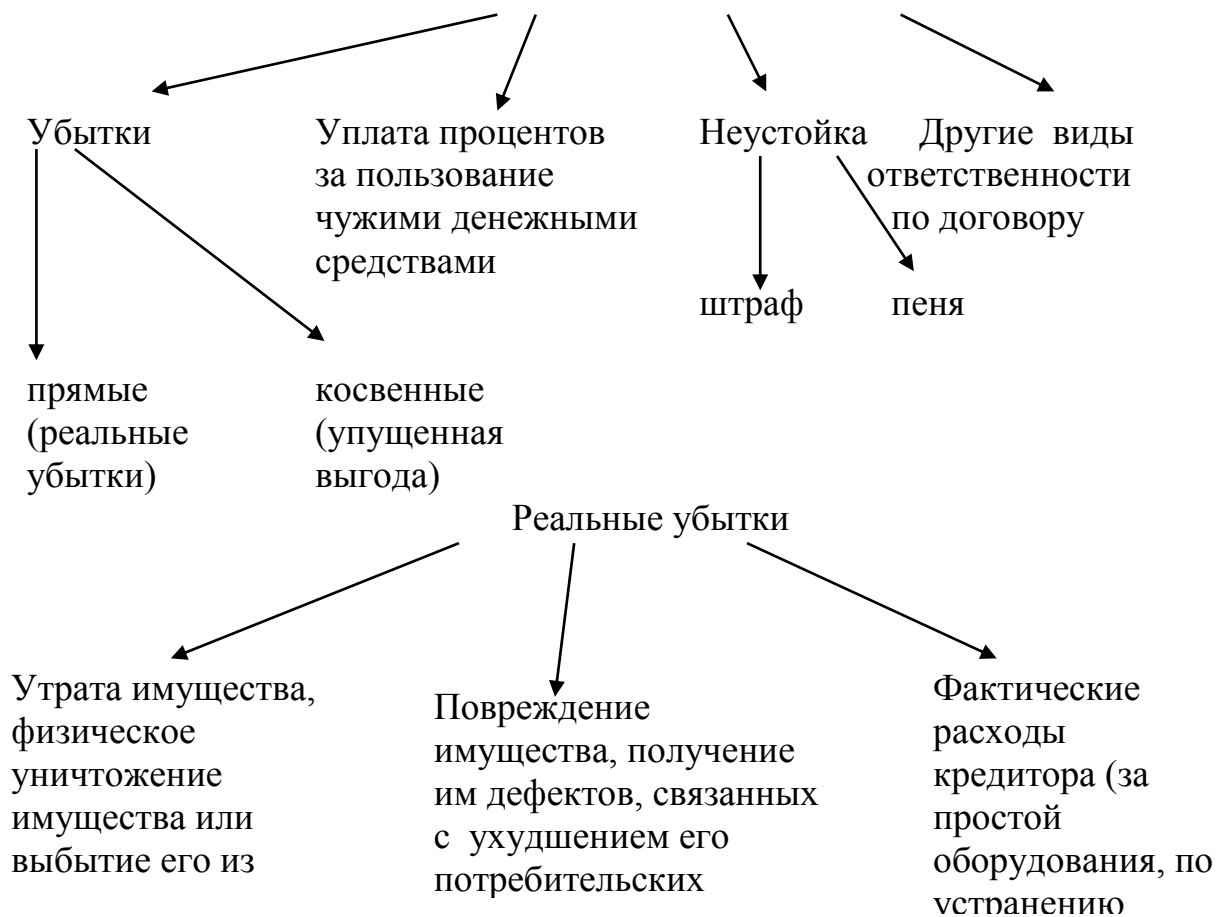 Убытки
Уплата процентов
за пользование
чужими денежными
средствами
Неустойка
штраф
пеня
Другие виды
ответственности
по договору
прямые
(реальные
убытки)
косвенные
(упущенная
выгода)
Реальные убытки
Утрата имущества,
физическое
уничтожение
имущества или
выбытие его из
Повреждение
имущества, получение
им дефектов, связанных
с ухудшением его
потребительских
Фактические
расходы
кредитора (за
простой
оборудования, по
устранению